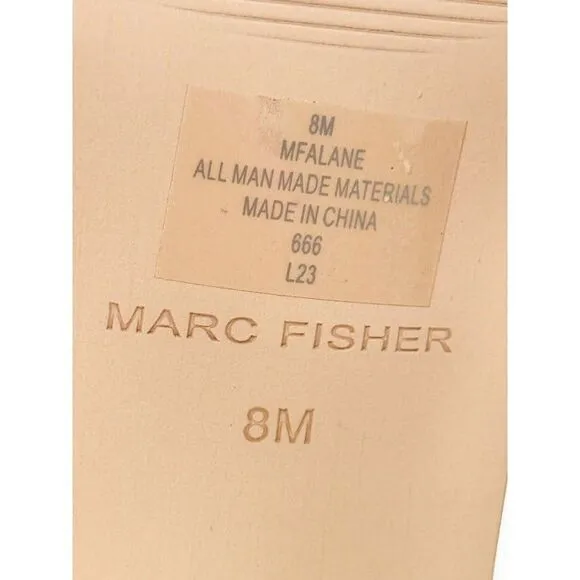 8M
MFALANE
ALL MAN MADE MATERIALS
MADE IN CHINA
666
L23
MARC FISHER
8M